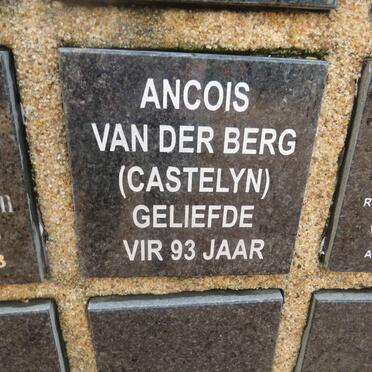 ANCOIS
VAN DER BERG
(CASTELYN)
GELIEFDE
VIR 93 JAAR